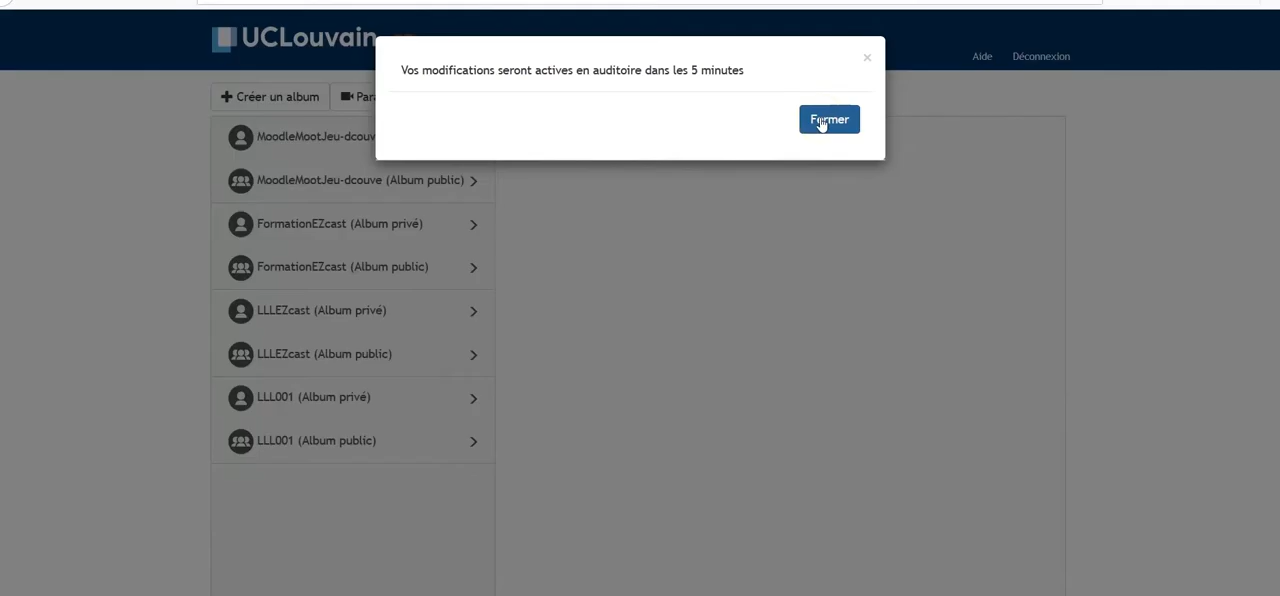 UCLouvain
Aide
Déconnexion
Vos modifications seront actives en auditoire dans les 5 minutes
×
Fermer
Créer un album
MoodleMootJeu-dcouv
MoodleMootJeu-dcouve (Album public)
FormationEZcast (Album privé)
FormationEZcast (Album public)
LLLEZcast (Album privé)
LLLEZcast (Album public)
LLL001 (Album privé)
LLL001 (Album public)